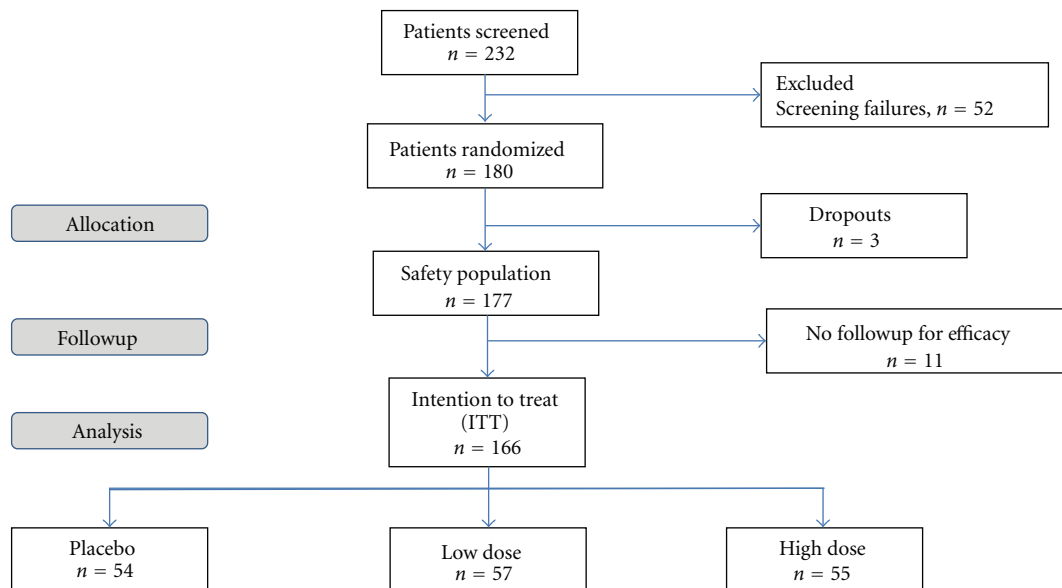 Patients screened
n = 232
Excluded
Screening failures, n = 52
Patients randomized
n = 180
Allocation
Dropouts
n = 3
Safety population
n = 177
Followup
No followup for efficacy
n = 11
Intention to treat
(ITT)
n = 166
Analysis
Placebo
n = 54
Low dose
n = 57
High dose
n = 55